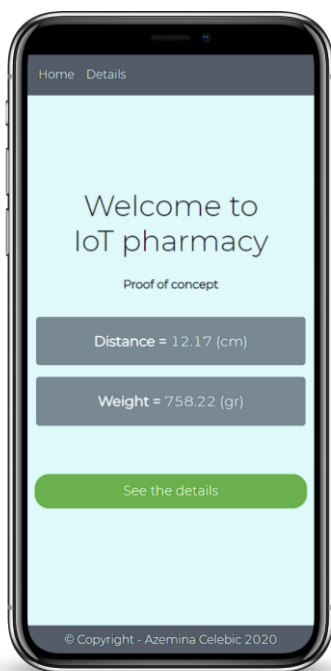 Home Details
Welcome to
IoT pharmacy
Proof of concept
Distance = 12.17 (cm)
Weight = 758.22 (gr)
See the details
© Copyright - Azemina Celebic 2020